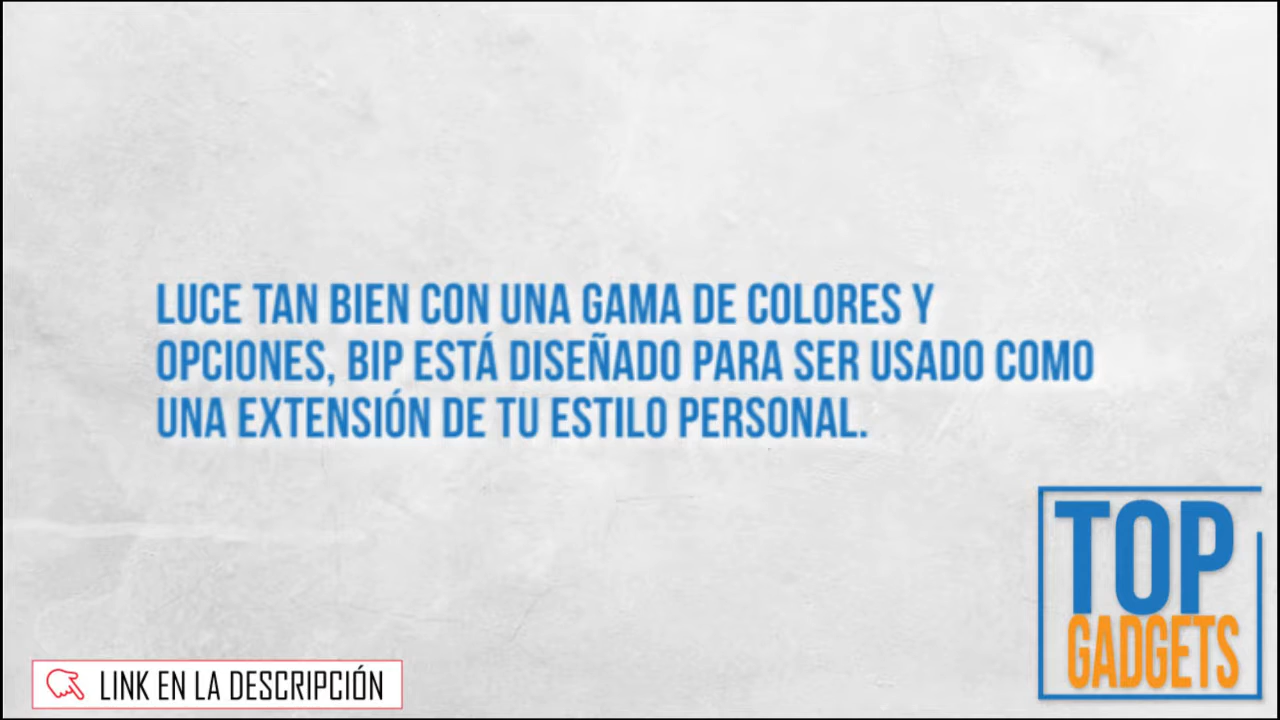 LUCE TAN BIEN CON UNA GAMA DE COLORES Y
OPCIONES, BIP ESTÁ DISEÑADO PARA SER USADO COMO
UNA EXTENSIÓN DE TU ESTILO PERSONAL.
TOP
GADGETS
LINK EN LA DESCRIPCIÓN